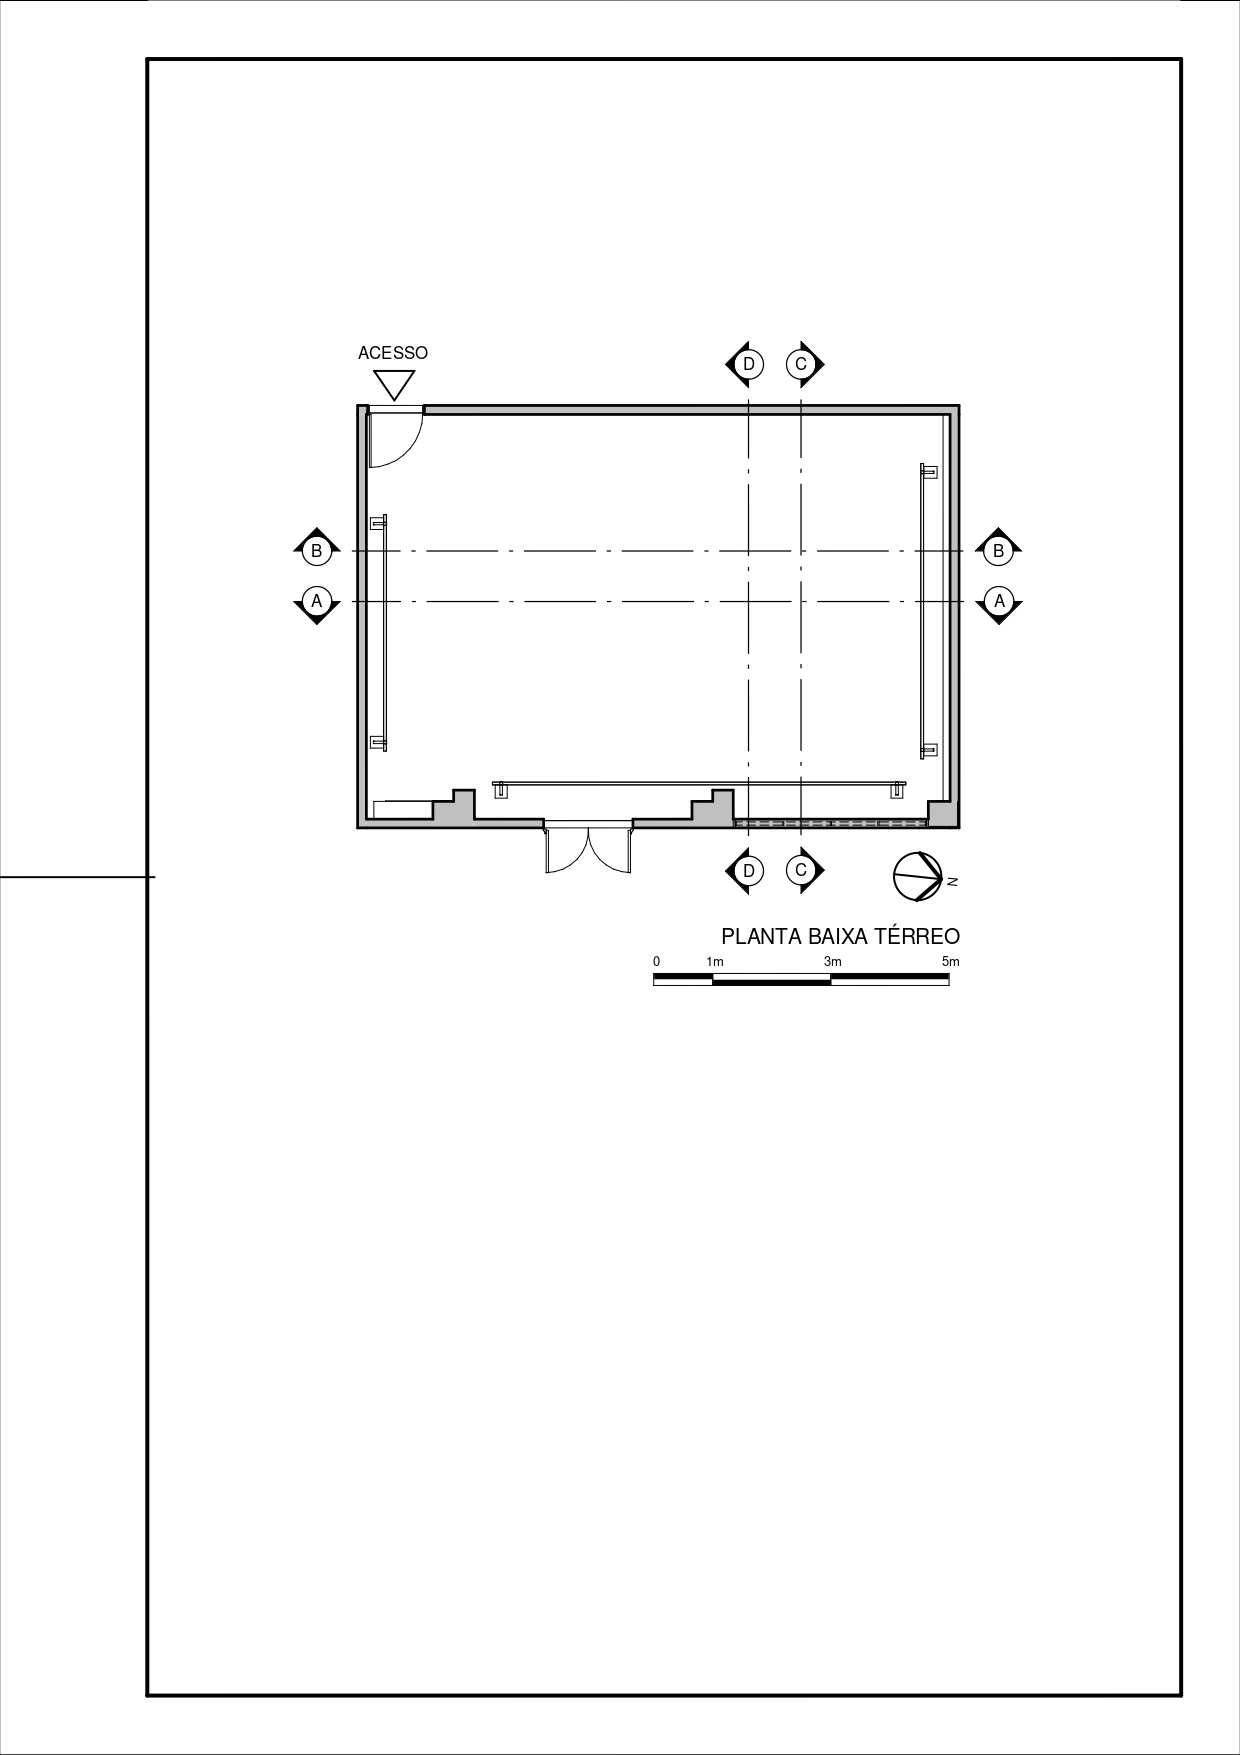 ACESSO
D C
B B
A A
D C
N
PLANTA BAIXA TÉRREO
0 1m 3m 5m